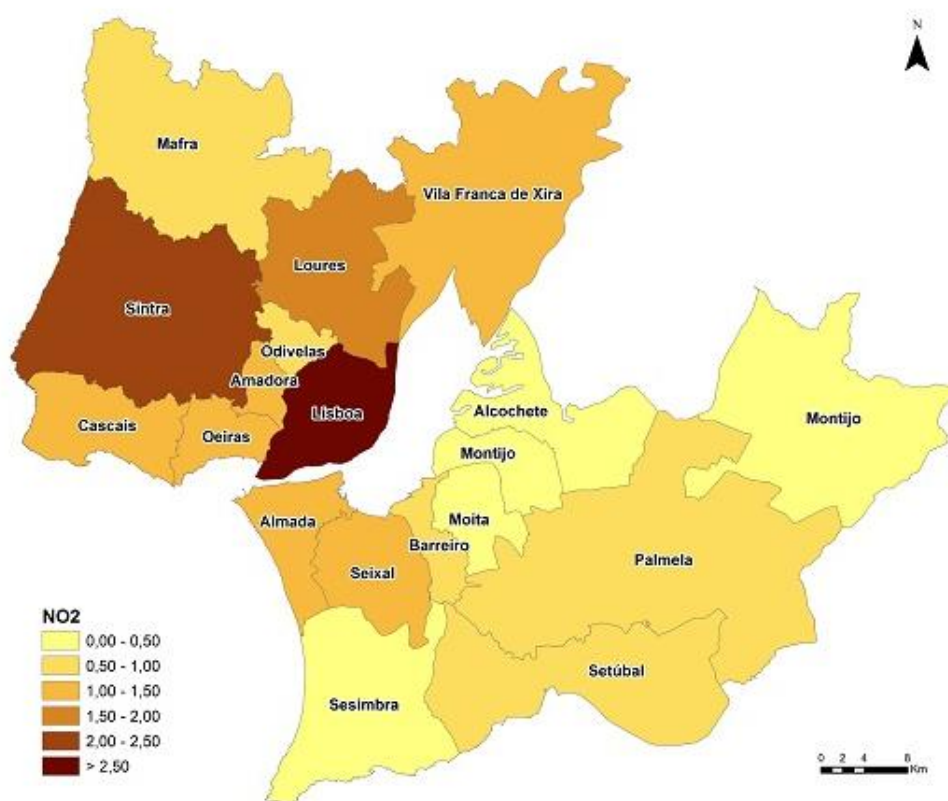 N
Mafra
Vila Franca de Xira
Loures
Sintra
Odivelas
Amadora
Lisboa
Cascais
Oeiras
Alcochete
Montijo
Montijo
Almada
Moita
Barreiro
Seixal
Palmela
Setúbal
Sesimbra
NO2
0,00 - 0,50
0,50 - 1,00
1,00 - 1,50
1,50 - 2,00
2,00 - 2,50
> 2,50
0 2 4 8
Km